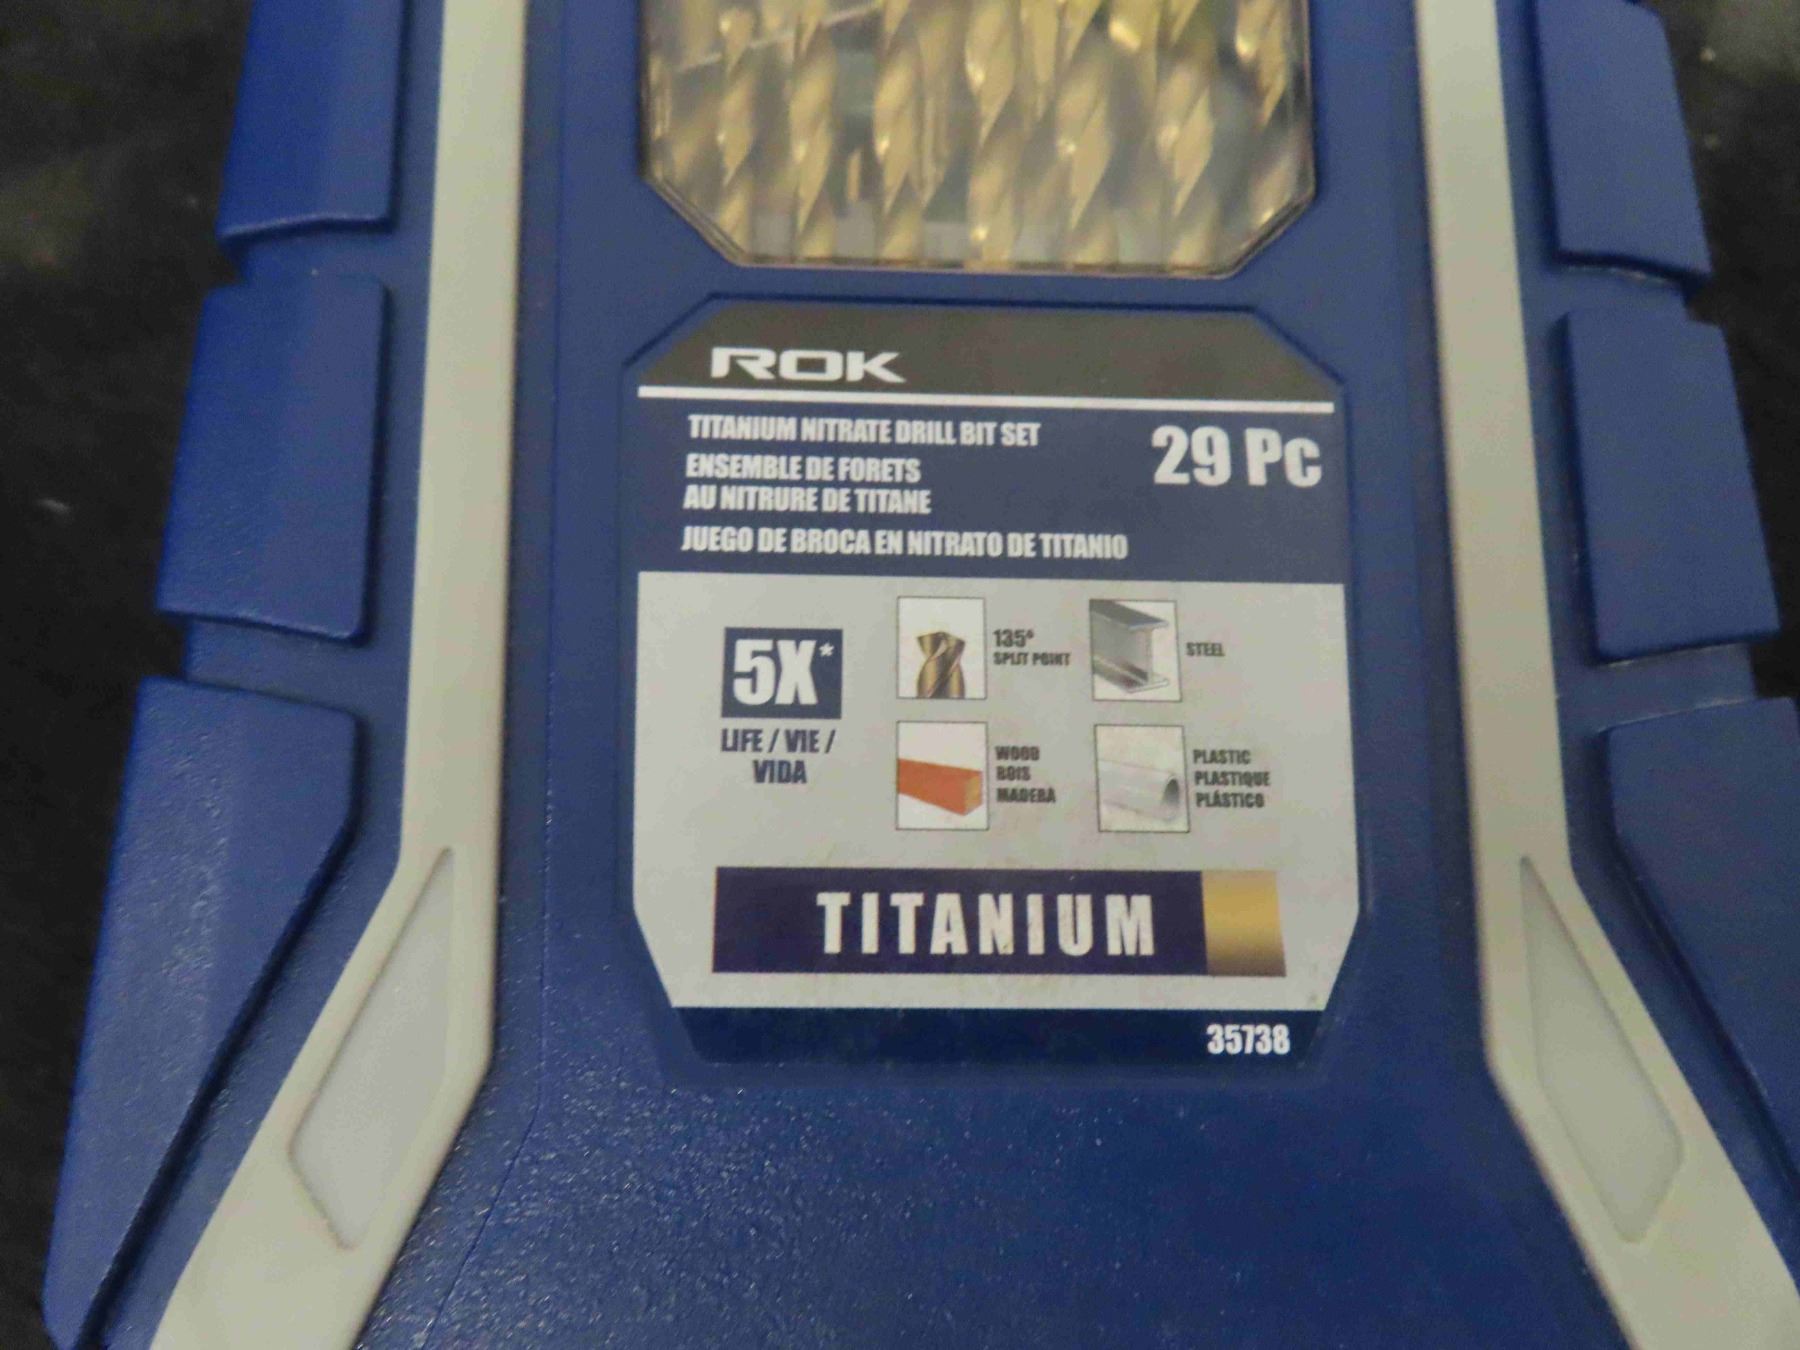 ROK
TITANIUM NITRATE DRILL BIT SET
29 Pc
ENSEMBLE DE FORETS
AU NITRURE DE TITANE
JUEGO DE BROCA EN NITRATO DE TITANIO
5X*
LIFE / VIE /
VIDA
135°
SPLIT POINT
STEEL
WOOD
BOIS
MADERA
PLASTIC
PLASTIQUE
PLÁSTICO
TITANIUM
35738